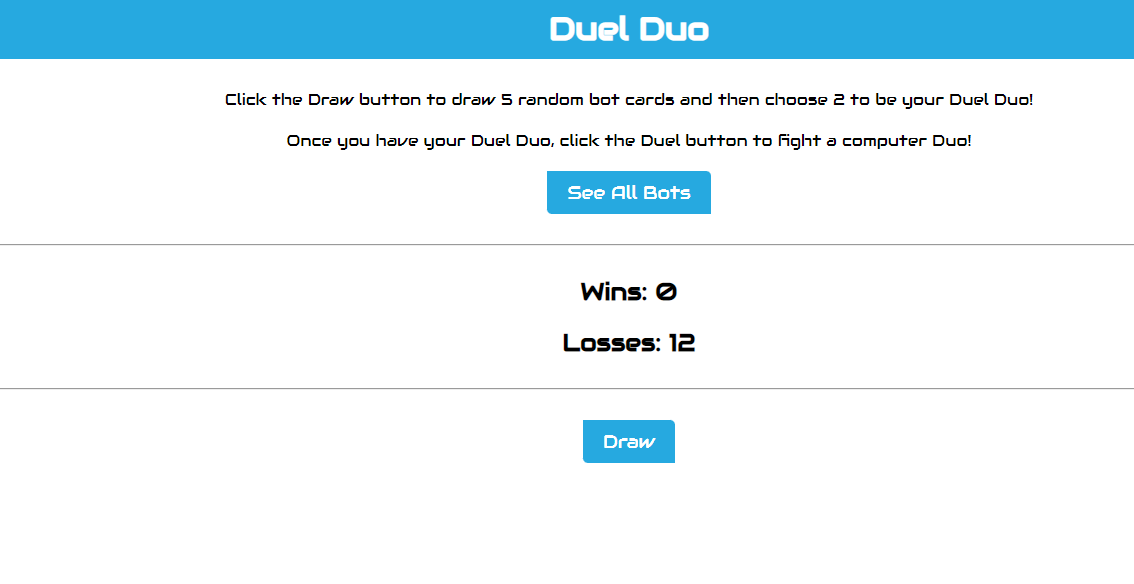 Duel Duo
Click the Draw button to draw 5 random bot cards and then choose 2 to be your Duel Duo!
Once you have your Duel Duo, click the Duel button to fight a computer Duo!
See All Bots
Wins: 0
Losses: 12
Draw